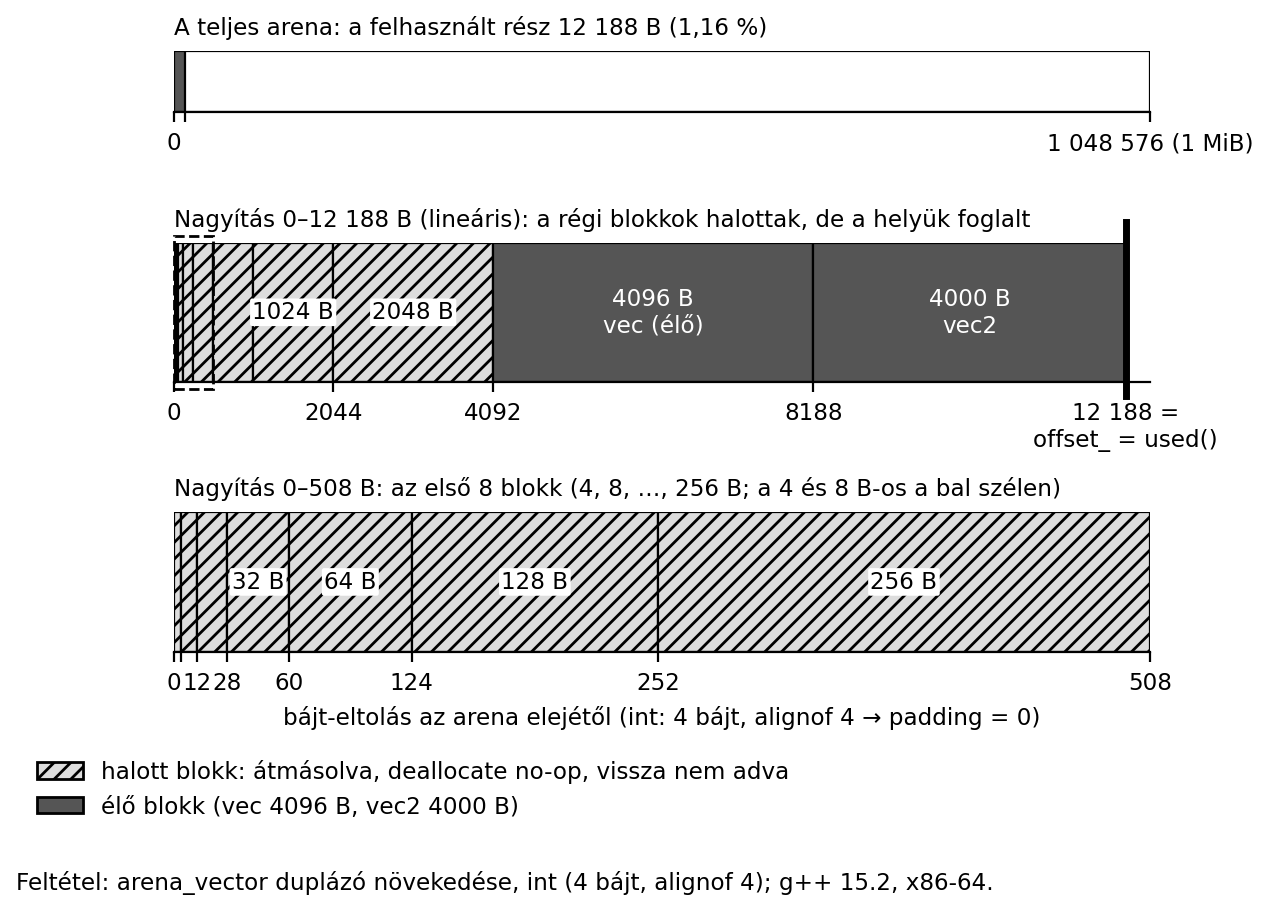 A teljes arena: a felhasznált rész 12 188 B (1,16 %)
0
1 048 576 (1 MiB)
Nagyítás 0–12 188 B (lineáris): a régi blokkok halottak, de a helyük foglalt
1024 B
2048 B
4096 B
vec (élő)
4000 B
vec2
0
2044
4092
8188
12 188 =
offset_ = used()
Nagyítás 0–508 B: az első 8 blokk (4, 8, ..., 256 B; a 4 és 8 B-os a bal szélen)
32 B
64 B
128 B
256 B
0
12
28
60
124
252
508
bájt-eltolás az arena elejétől (int: 4 bájt, alignof 4 → padding = 0)
halott blokk: átmásolva, deallocate no-op, vissza nem adva
élő blokk (vec 4096 B, vec2 4000 B)
Feltétel: arena_vector duplázó növekedése, int (4 bájt, alignof 4); g++ 15.2, x86-64.